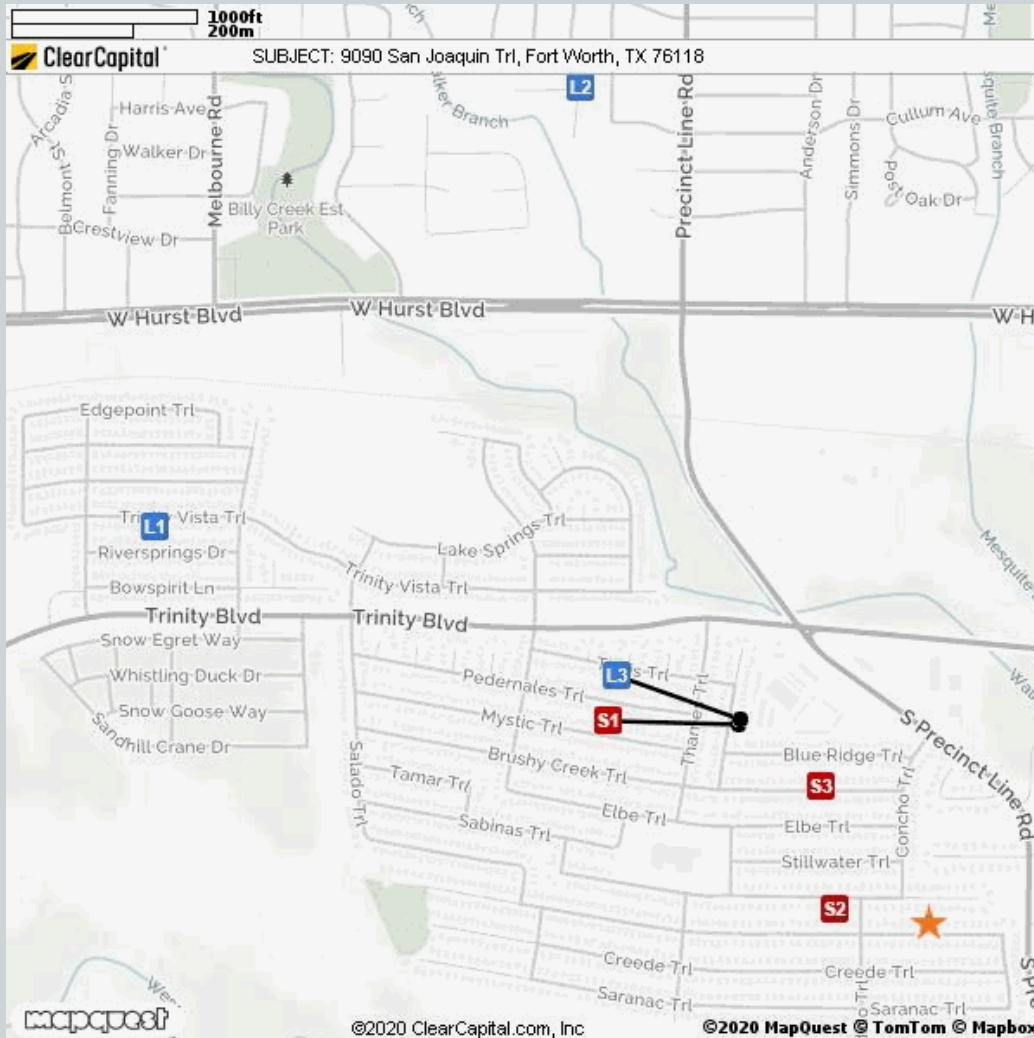 1000ft
200m
ClearCapital
SUBJECT: 9090 San Joaquin Trl, Fort Worth, TX 76118
Arcadia S
Harris Ave
Melbourne Rd
Walker Branch
L2
Precinct Line Rd
Anderson Dr
Simmons Dr
Cullum Ave
Belmont St
Fanning Dr
Walker Dr
Post Oak Dr
Billy Creek Est
Park
Crestview Dr
W Hurst Blvd
W Hurst Blvd
W H
Edgepoint Trl
Trinity Vista Trl
L1
Riversprings Dr
Lake Springs Trl
Bowspirit Ln
Trinity Vista Trl
Mesquite
Trinity Blvd
Trinity Blvd
Snow Egret Way
Whistling Duck Dr
Snow Goose Way
Sandhill Crane Dr
L3
Pedernales Trl
S1
Mystic Trl
Brushy Creek Trl
Blue Ridge Trl
S Precinct Line Rd
Salado Trl
Tamar Trl
S3
Elbe Trl
Elbe Trl
Concho Trl
Sabinas Trl
Stillwater Trl
S2
Creede Trl
Creede Trl
Saranac Trl
Saranac Trl
mapquest
©2020 ClearCapital.com, Inc
©2020 MapQuest © TomTom © Mapbox